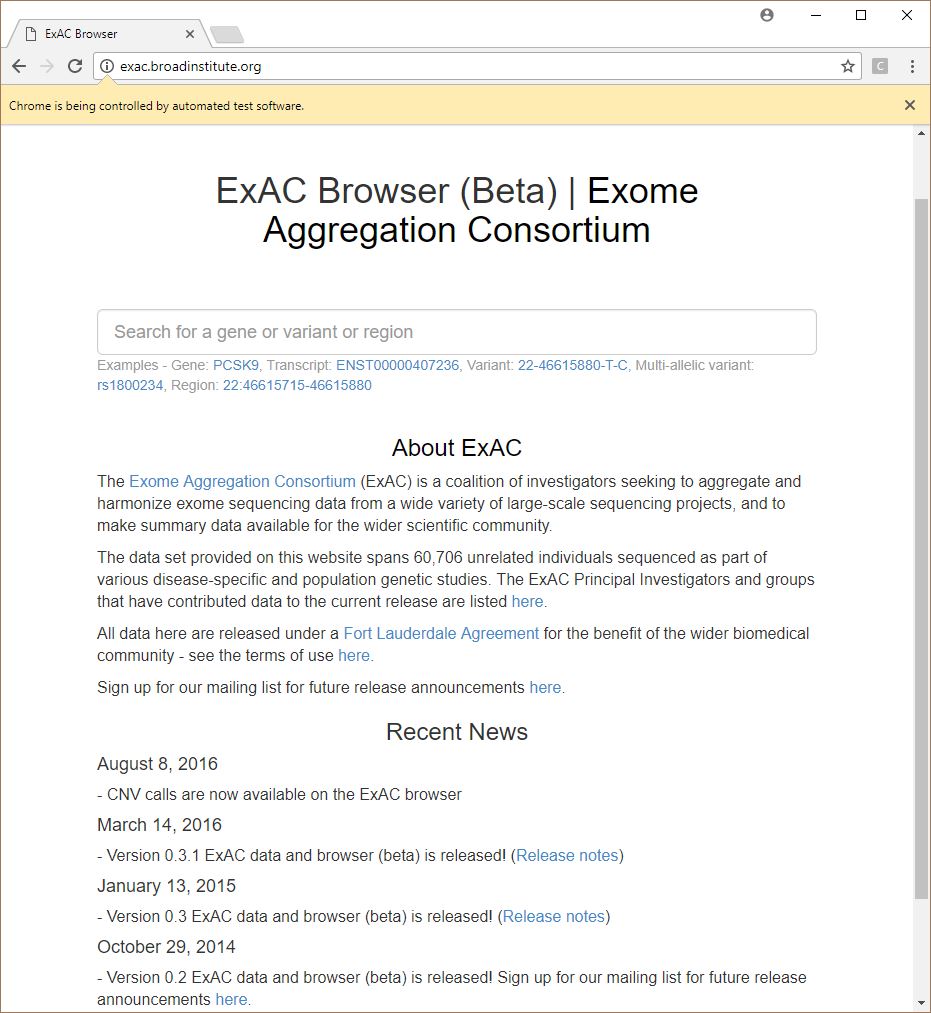 ExAC Browser
exac.broadinstitute.org
C
Chrome is being controlled by automated test software.
ExAC Browser (Beta) | Exome
Aggregation Consortium
Search for a gene or variant or region
Examples - Gene: PCSK9, Transcript: ENST00000407236, Variant: 22-46615880-T-C, Multi-allelic variant:
rs1800234, Region: 22:46615715-46615880
About ExAC
The Exome Aggregation Consortium (ExAC) is a coalition of investigators seeking to aggregate and
harmonize exome sequencing data from a wide variety of large-scale sequencing projects, and to
make summary data available for the wider scientific community.
The data set provided on this website spans 60,706 unrelated individuals sequenced as part of
various disease-specific and population genetic studies. The ExAC Principal Investigators and groups
that have contributed data to the current release are listed here.
All data here are released under a Fort Lauderdale Agreement for the benefit of the wider biomedical
community - see the terms of use here.
Sign up for our mailing list for future release announcements here.
Recent News
August 8, 2016
- CNV calls are now available on the ExAC browser
March 14, 2016
- Version 0.3.1 ExAC data and browser (beta) is released! (Release notes)
January 13, 2015
- Version 0.3 ExAC data and browser (beta) is released! (Release notes)
October 29, 2014
- Version 0.2 ExAC data and browser (beta) is released! Sign up for our mailing list for future release
announcements here.